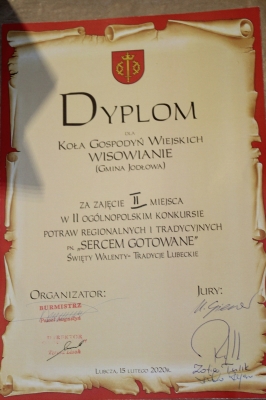 DYPLOM
DLA
KOŁA GOSPODYŃ WIEJSKICH
WISOWIANIE
(GMINA JODŁOWA)
ZA ZAJĘCIE II MIEJSCA
W II OGÓLNOPOLSKIM KONKURSIE
POTRAW REGIONALNYCH I TRADYCYJNYCH
PN. „SERCEM GOTOWANE"
ŚWIĘTY WALENTY- TRADYCJE LUBECKIE
ORGANIZATOR:
JURY:
BURMISTRZ
LUBCZA, 15 LUTEGO 2020R.